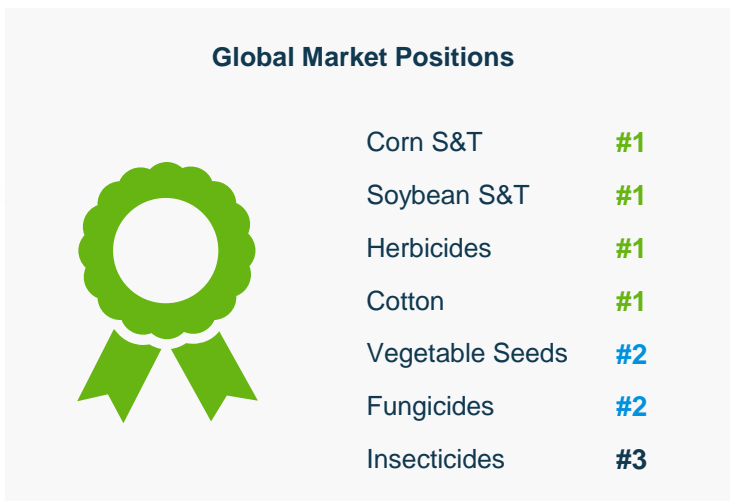 Global Market Positions
Corn S&T #1
Soybean S&T #1
Herbicides #1
Cotton #1
Vegetable Seeds #2
Fungicides #2
Insecticides #3